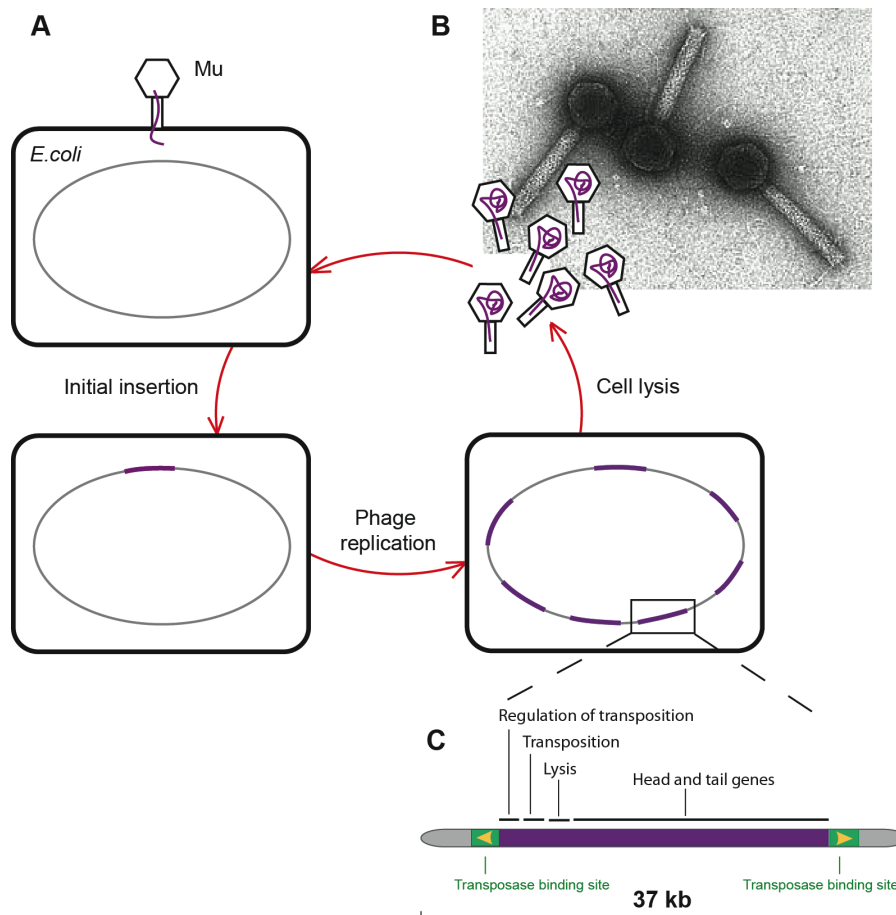 A
B
Mu
E.coli
Initial insertion
Cell lysis
Phage
replication
C
Regulation of transposition
Transposition
Lysis
Head and tail genes
Transposase binding site
Transposase binding site
37 kb